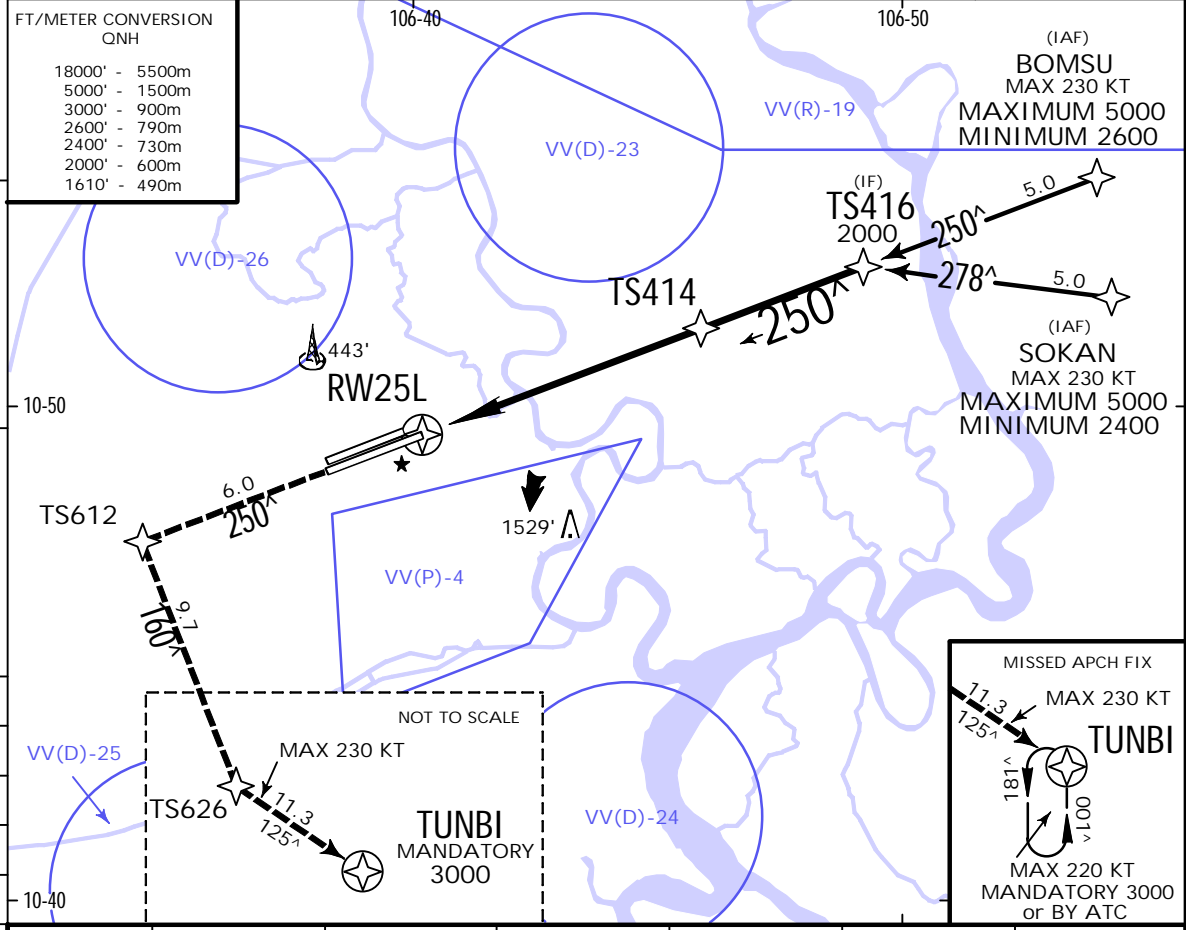 FT/METER CONVERSION
QNH
18000' - 5500m
5000' - 1500m
3000' - 900m
2600' - 790m
2400' - 730m
2000' - 600m
1610' - 490m
106-40
106-50
(IAF)
BOMSU
MAX 230 KT
MAXIMUM 5000
MINIMUM 2600
VV(R)-19
VV(D)-23
(IF)
TS416
2000
5.0
250^
VV(D)-26
278^
5.0
TS414
250^
(IAF)
SOKAN
MAX 230 KT
MAXIMUM 5000
MINIMUM 2400
443'
RW25L
10-50
6.0
250^
TS612
1529'
VV(P)-4
9.7
160^
NOT TO SCALE
MAX 230 KT
VV(D)-25
TS626
11.3
125^
TUNBI
MANDATORY
3000
VV(D)-24
10-40
MISSED APCH FIX
11.3
125^
MAX 230 KT
TUNBI
181^
001^
MAX 220 KT
MANDATORY 3000
or BY ATC